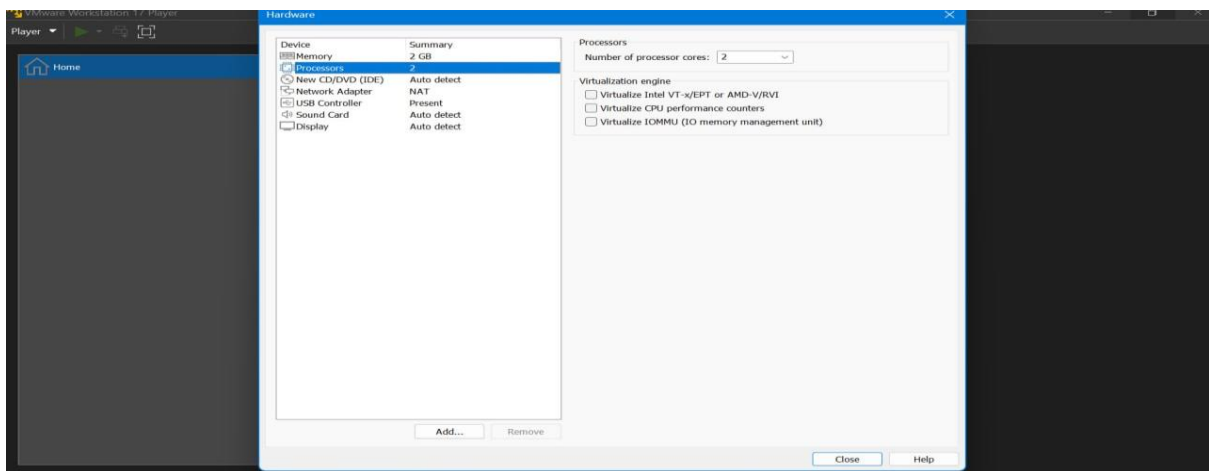 VMware Workstation 17 Player
Hardware
Player
Home
Device Summary
Memory 2 GB
Processors 2
New CD/DVD (IDE) Auto detect
Network Adapter NAT
USB Controller Present
Sound Card Auto detect
Display Auto detect
Add... Remove
Processors
Number of processor cores: 2
Virtualization engine
Virtualize Intel VT-x/EPT or AMD-V/RVI
Virtualize CPU performance counters
Virtualize IOMMU (IO memory management unit)
Close Help